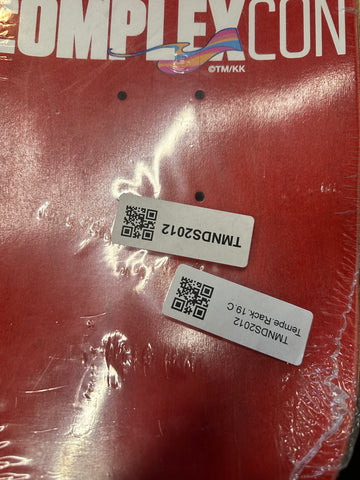 COMPLEXCON
©TM/KK
TMNDS2012
TMNDS2012
Tempe Rack. 19. C